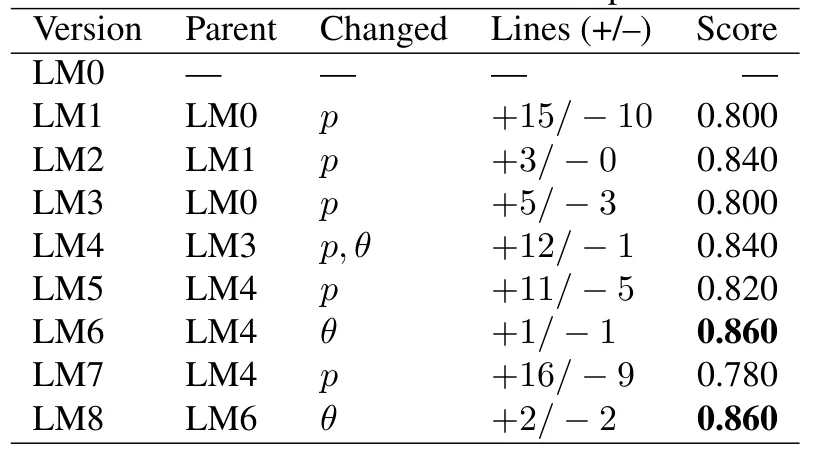 Version Parent Changed Lines (+/–) Score
LM0 — — — —
LM1 LM0 p +15/ − 10 0.800
LM2 LM1 p +3/ − 0 0.840
LM3 LM0 p +5/ − 3 0.800
LM4 LM3 p, θ +12/ − 1 0.840
LM5 LM4 p +11/ − 5 0.820
LM6 LM4 θ +1/ − 1 0.860
LM7 LM4 p +16/ − 9 0.780
LM8 LM6 θ +2/ − 2 0.860